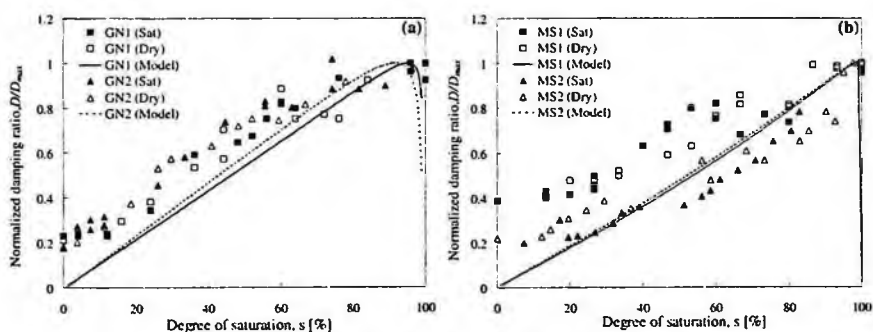 (a)
GN1 (Sat)
GN1 (Dry)
GN1 (Model)
GN2 (Sat)
GN2 (Dry)
GN2 (Model)
Normalized damping ratio,D/Dmax
1.2
1
0.8
0.6
0.4
0.2
0
0 20 40 60 80 100
Degree of saturation, s [%]
(b)
MS1 (Sat)
MS1 (Dry)
MS1 (Model)
MS2 (Sat)
MS2 (Dry)
MS2 (Model)
Normalized damping ratio,D/Dmax
1.2
1
0.8
0.6
0.4
0.2
0
0 20 40 60 80 100
Degree of saturation, s [%]